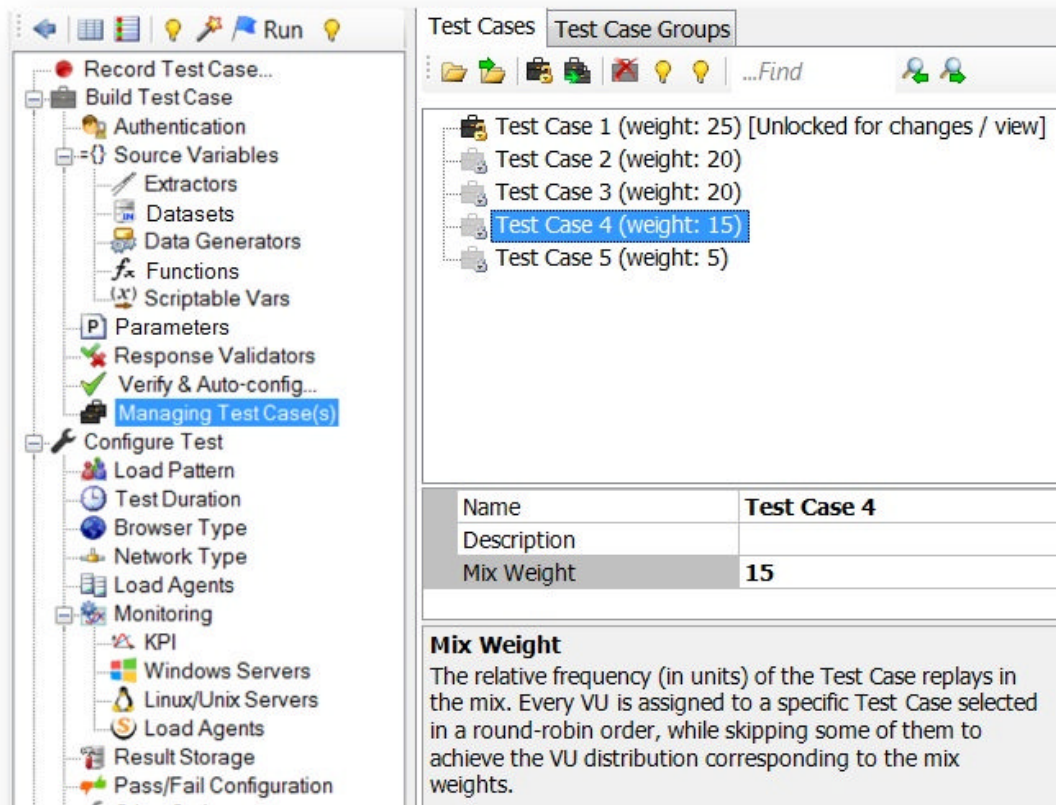 Run
Record Test Case...
Build Test Case
Authentication
={} Source Variables
Extractors
Datasets
Data Generators
fx Functions
(x) Scriptable Vars
P Parameters
Response Validators
Verify & Auto-config...
Managing Test Case(s)
Configure Test
Load Pattern
Test Duration
Browser Type
Network Type
Load Agents
Monitoring
KPI
Windows Servers
Linux/Unix Servers
Load Agents
Result Storage
Pass/Fail Configuration
Test Cases
Test Case Groups
...Find
Test Case 1 (weight: 25) [Unlocked for changes / view]
Test Case 2 (weight: 20)
Test Case 3 (weight: 20)
Test Case 4 (weight: 15)
Test Case 5 (weight: 5)
Name Test Case 4
Description
Mix Weight 15
Mix Weight
The relative frequency (in units) of the Test Case replays in
the mix. Every VU is assigned to a specific Test Case selected
in a round-robin order, while skipping some of them to
achieve the VU distribution corresponding to the mix
weights.